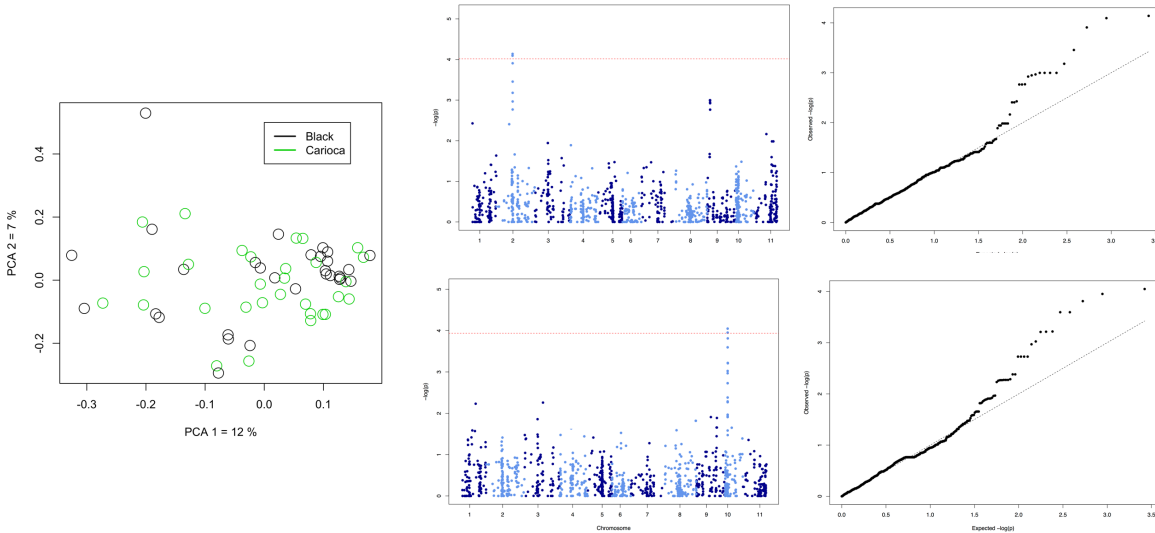 PCA 2 = 7 %
0.4
0.2
0.0
-0.2
Black
Carioca
-0.3 -0.2 -0.1 0.0 0.1
PCA 1 = 12 %
−log(p)
5
4
3
2
1
0
1 2 3 4 5 6 7 8 9 10 11
Observed −log(p)
4
3
2
1
0
0.0 0.5 1.0 1.5 2.0 2.5 3.0 3.5
−log(p)
5
4
3
2
1
0
1 2 3 4 5 6 7 8 9 10 11
Chromosome
Observed −log(p)
4
3
2
1
0
0.0 0.5 1.0 1.5 2.0 2.5 3.0 3.5
Expected −log(p)